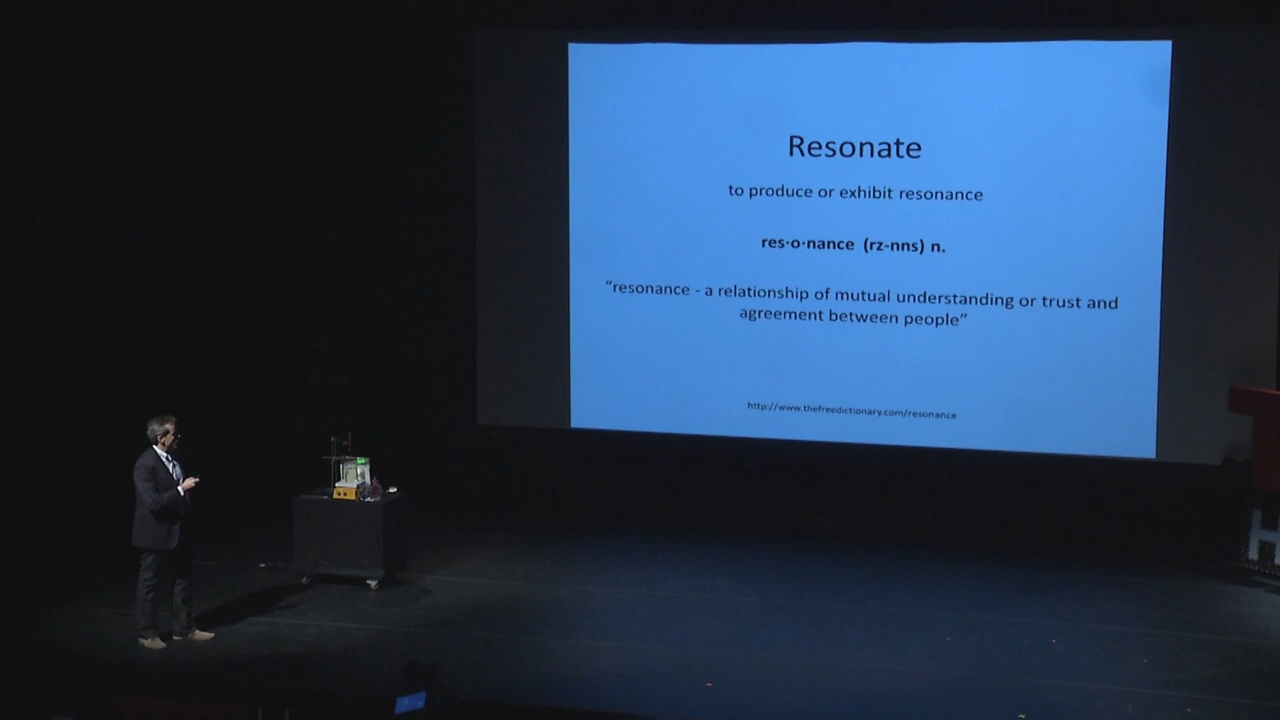 Resonate
to produce or exhibit resonance
res·o·nance (rz-nns) n.
"resonance - a relationship of mutual understanding or trust and
agreement between people"
http://www.thefreedictionary.com/resonance